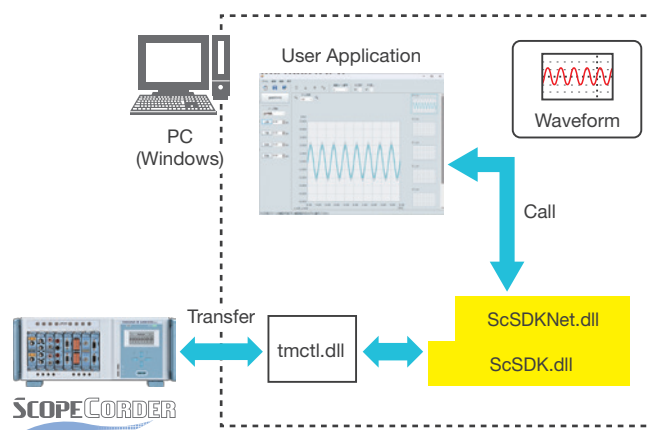 User Application
PC
(Windows)
Waveform
Call
Transfer
tmctl.dll
ScSDKNet.dll
ScSDK.dll
SCOPECORDER